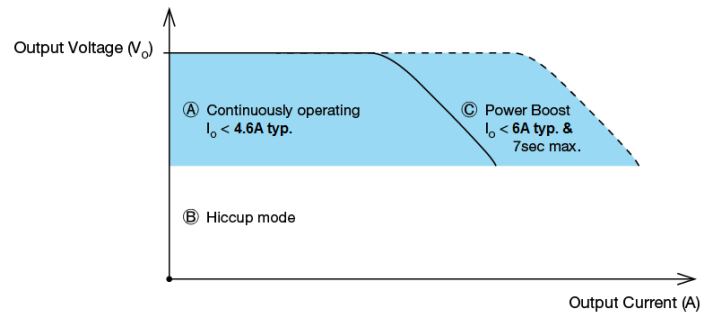 Output Voltage (Vo)
Ⓐ Continuously operating
Io < 4.6A typ.
Ⓒ Power Boost
Io < 6A typ. &
7sec max.
Ⓑ Hiccup mode
Output Current (A)